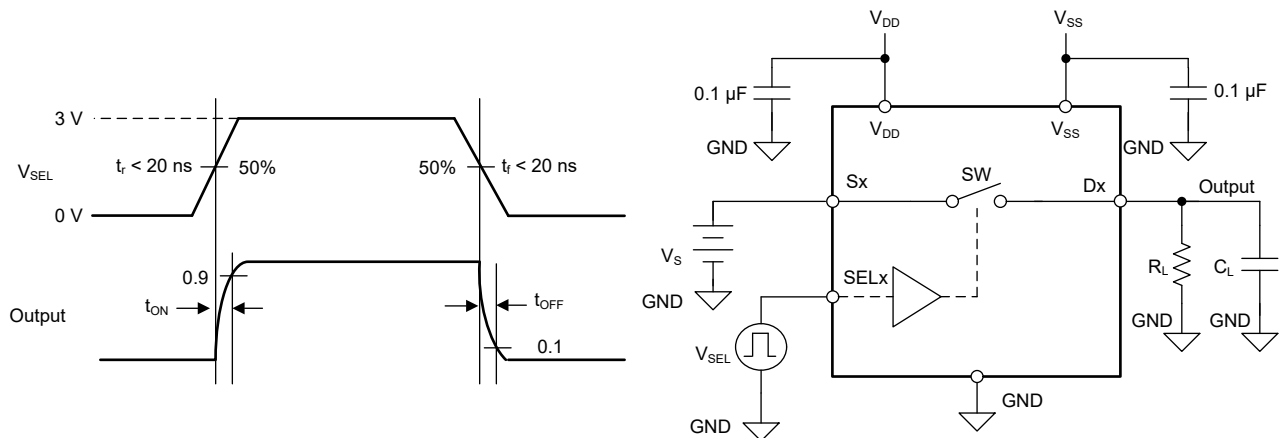 3 V
V_SEL
t_r < 20 ns
50%
50%
t_f < 20 ns
0 V
0.9
t_ON
t_OFF
Output
0.1
V_DD
V_SS
0.1 µF
0.1 µF
V_DD
V_SS
GND
GND
SW
Sx
Dx
Output
V_S
R_L
C_L
SELx
GND
GND
GND
V_SEL
GND
GND